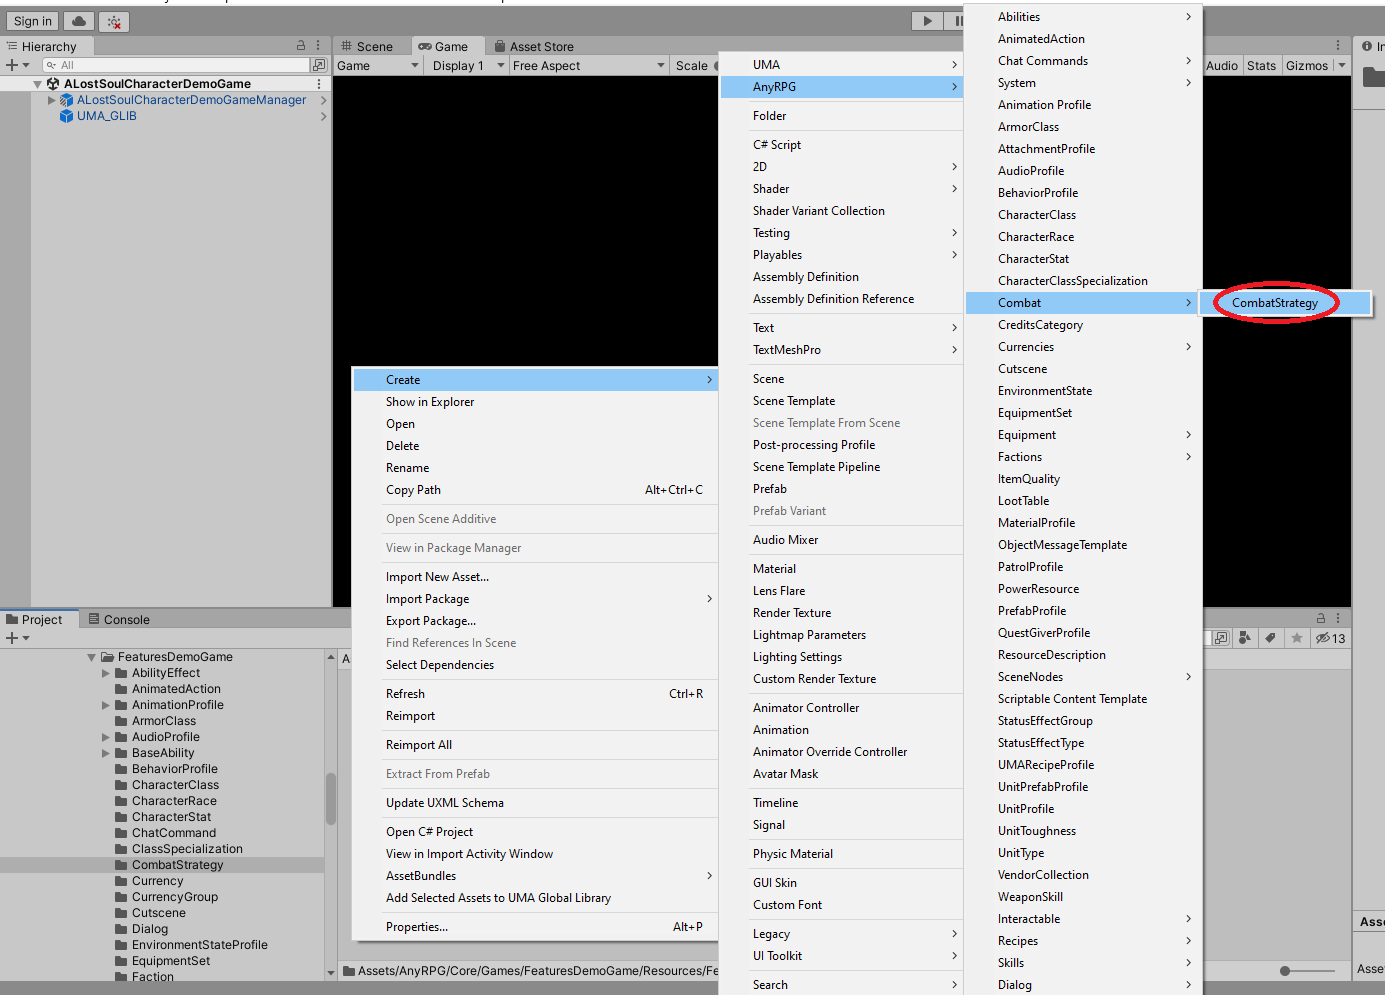 Sign in
Hierarchy
All
ALostSoulCharacterDemoGame
ALostSoulCharacterDemoGameManager
UMA_GLIB
Scene
Game
Asset Store
Game
Display 1
Free Aspect
Scale
Audio
Stats
Gizmos
Create
Show in Explorer
Open
Delete
Rename
Copy Path Alt+Ctrl+C
Open Scene Additive
View in Package Manager
Import New Asset...
Import Package
Export Package...
Find References In Scene
Select Dependencies
Refresh Ctrl+R
Reimport
Reimport All
Extract From Prefab
Update UXML Schema
Open C# Project
View in Import Activity Window
AssetBundles
Add Selected Assets to UMA Global Library
Properties... Alt+P
UMA
AnyRPG
Folder
C# Script
2D
Shader
Shader Variant Collection
Testing
Playables
Assembly Definition
Assembly Definition Reference
Text
TextMeshPro
Scene
Scene Template
Scene Template From Scene
Post-processing Profile
Scene Template Pipeline
Prefab
Prefab Variant
Audio Mixer
Material
Lens Flare
Render Texture
Lightmap Parameters
Lighting Settings
Custom Render Texture
Animator Controller
Animation
Animator Override Controller
Avatar Mask
Timeline
Signal
Physic Material
GUI Skin
Custom Font
Legacy
UI Toolkit
Search
Abilities
AnimatedAction
Chat Commands
System
Animation Profile
ArmorClass
AttachmentProfile
AudioProfile
BehaviorProfile
CharacterClass
CharacterRace
CharacterStat
CharacterClassSpecialization
Combat
CreditsCategory
Currencies
Cutscene
EnvironmentState
EquipmentSet
Equipment
Factions
ItemQuality
LootTable
MaterialProfile
ObjectMessageTemplate
PatrolProfile
PowerResource
PrefabProfile
QuestGiverProfile
ResourceDescription
SceneNodes
Scriptable Content Template
StatusEffectGroup
StatusEffectType
UMARecipeProfile
UnitPrefabProfile
UnitProfile
UnitToughness
UnitType
VendorCollection
WeaponSkill
Interactable
Recipes
Skills
Dialog
CombatStrategy
Project
Console
FeaturesDemoGame
AbilityEffect
AnimatedAction
AnimationProfile
ArmorClass
AudioProfile
BaseAbility
BehaviorProfile
CharacterClass
CharacterRace
CharacterStat
ChatCommand
ClassSpecialization
CombatStrategy
Currency
CurrencyGroup
Cutscene
Dialog
EnvironmentStateProfile
EquipmentSet
Faction
A
Assets/AnyRPG/Core/Games/FeaturesDemoGame/Resources/Fe
13
In
Asse
Asse